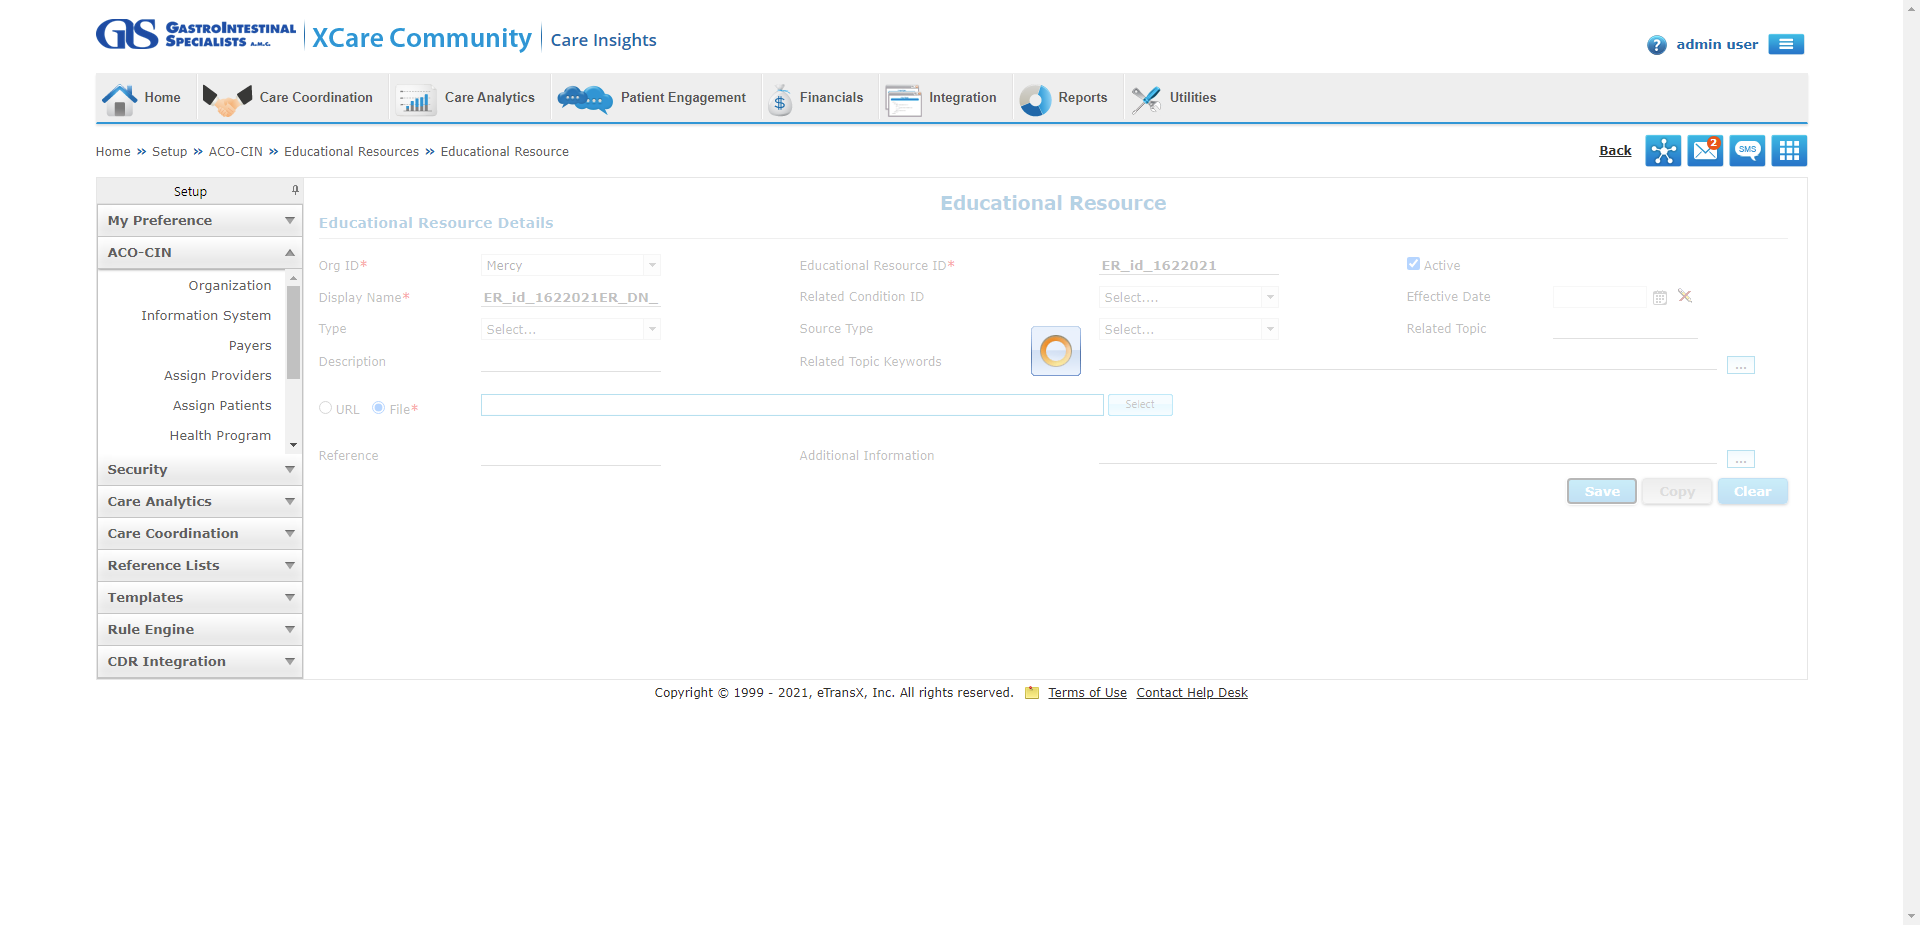 GIS GastroIntestinal Specialists A.M.C. XCare Community Care Insights
? admin user
Home Care Coordination Care Analytics Patient Engagement Financials Integration Reports Utilities
Home » Setup » ACO-CIN » Educational Resources » Educational Resource
Back 2 SMS
Setup
My Preference
ACO-CIN
Organization
Information System
Payers
Assign Providers
Assign Patients
Health Program
Security
Care Analytics
Care Coordination
Reference Lists
Templates
Rule Engine
CDR Integration
Educational Resource
Educational Resource Details
Org ID* Mercy Educational Resource ID* ER_id_1622021 Active
Display Name* ER_id_1622021ER_DN_ Related Condition ID Select.... Effective Date
Type Select... Source Type Select... Related Topic
Description Related Topic Keywords ...
URL File* Select
Reference Additional Information ...
Save Copy Clear
Copyright © 1999 - 2021, eTransX, Inc. All rights reserved. Terms of Use Contact Help Desk